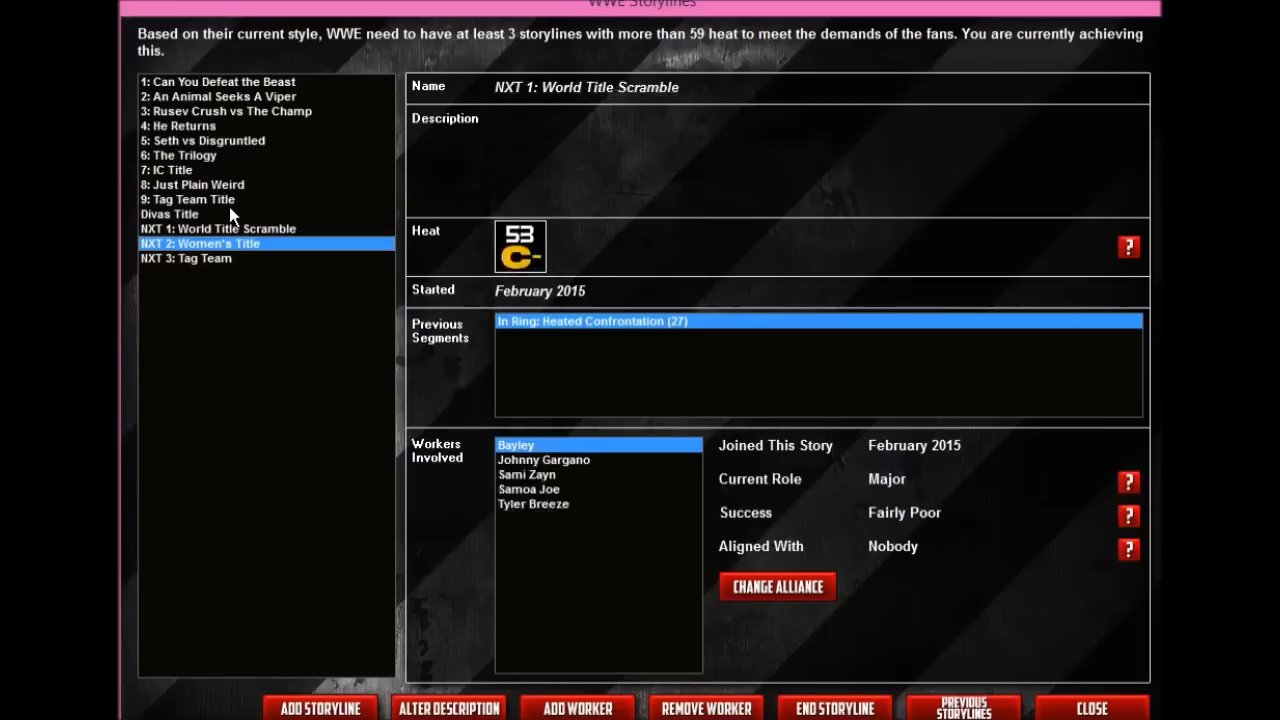 WWE Storylines
Based on their current style, WWE need to have at least 3 storylines with more than 59 heat to meet the demands of the fans. You are currently achieving
this.
1: Can You Defeat the Beast
2: An Animal Seeks A Viper
3: Rusev Crush vs The Champ
4: He Returns
5: Seth vs Disgruntled
6: The Trilogy
7: IC Title
8: Just Plain Weird
9: Tag Team Title
Divas Title
NXT 1: World Title Scramble
NXT 2: Women's Title
NXT 3: Tag Team
Name
NXT 1: World Title Scramble
Description
Heat
53
C-
?
Started
February 2015
Previous
Segments
In Ring: Heated Confrontation (27)
Workers
Involved
Bayley
Johnny Gargano
Sami Zayn
Samoa Joe
Tyler Breeze
Joined This Story
February 2015
Current Role
Major
?
Success
Fairly Poor
?
Aligned With
Nobody
?
CHANGE ALLIANCE
ADD STORYLINE
ALTER DESCRIPTION
ADD WORKER
REMOVE WORKER
END STORYLINE
PREVIOUS
STORYLINES
CLOSE